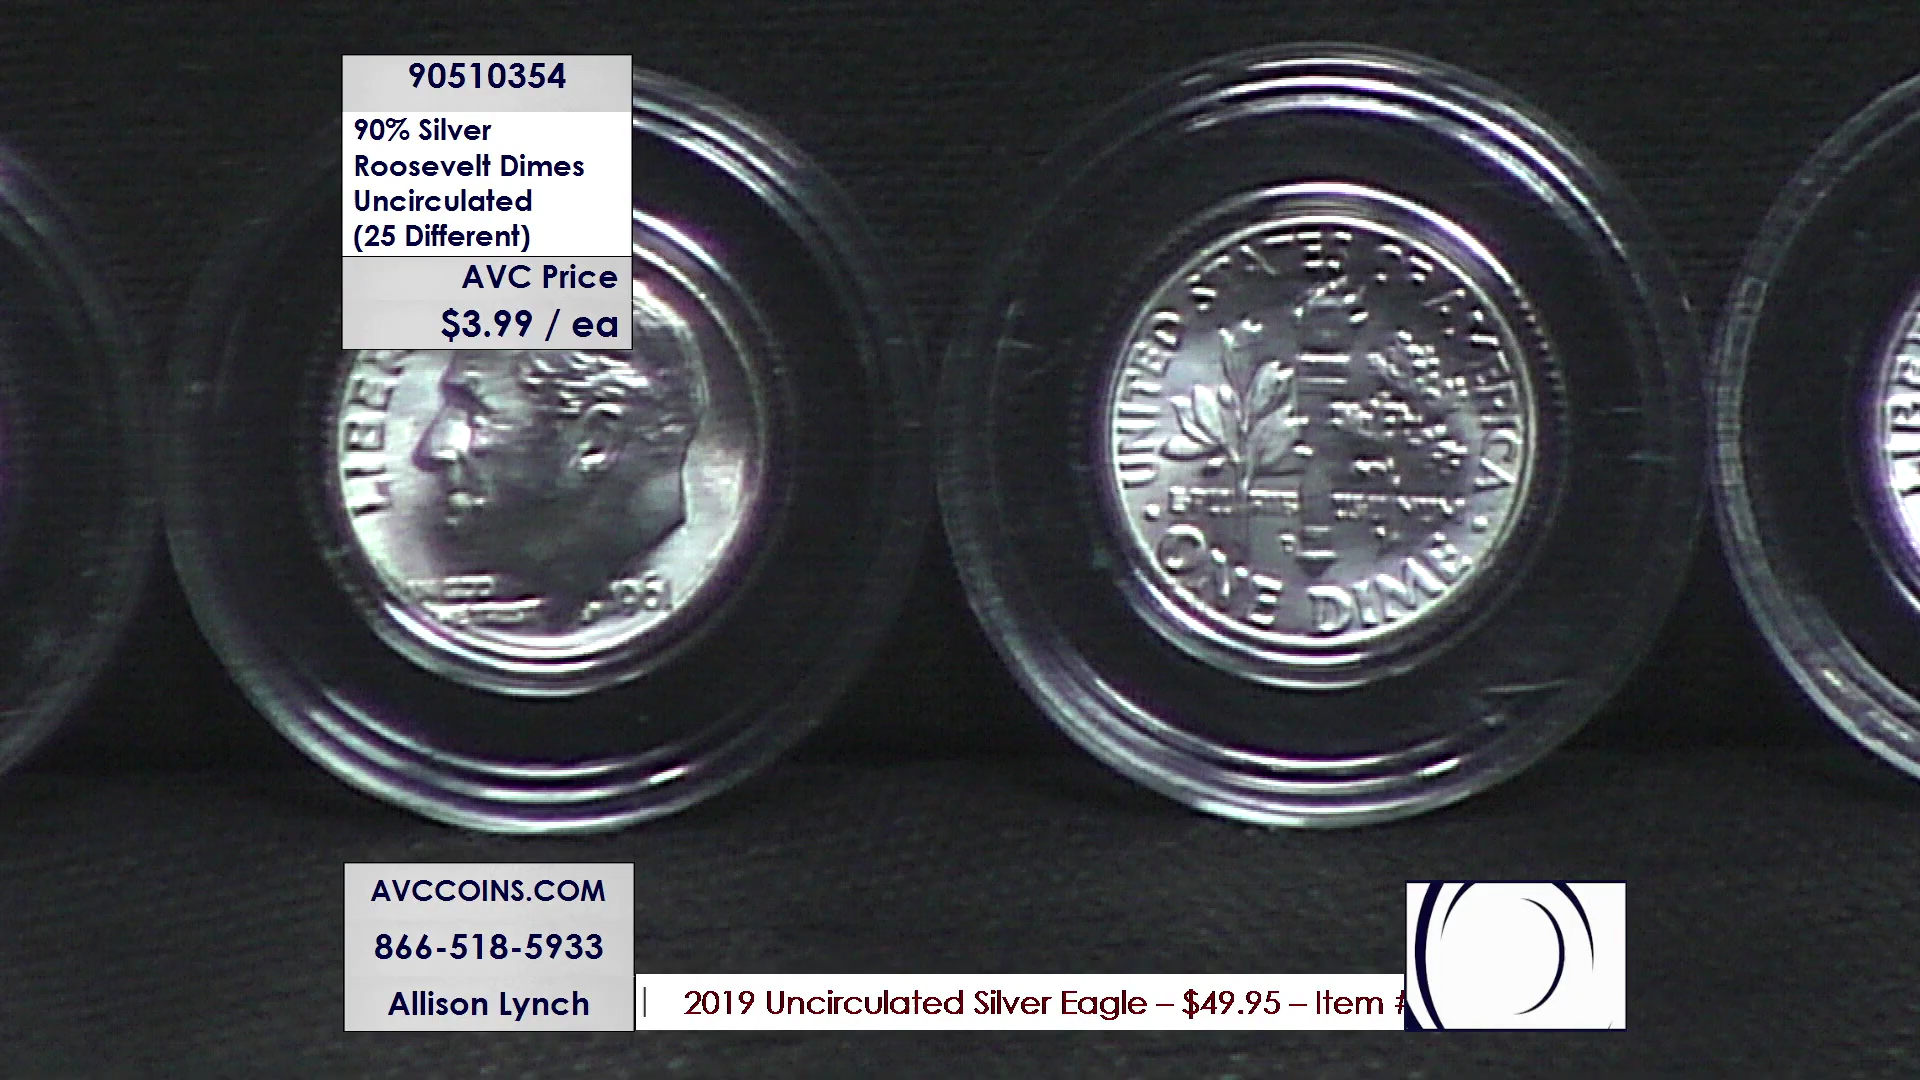 90510354
90% Silver
Roosevelt Dimes
Uncirculated
(25 Different)
AVC Price
$3.99 / ea
UNITED STATES OF AMERICA
ONE DIME
AVCCOINS.COM
866-518-5933
Allison Lynch
| 2019 Uncirculated Silver Eagle – $49.95 – Item #